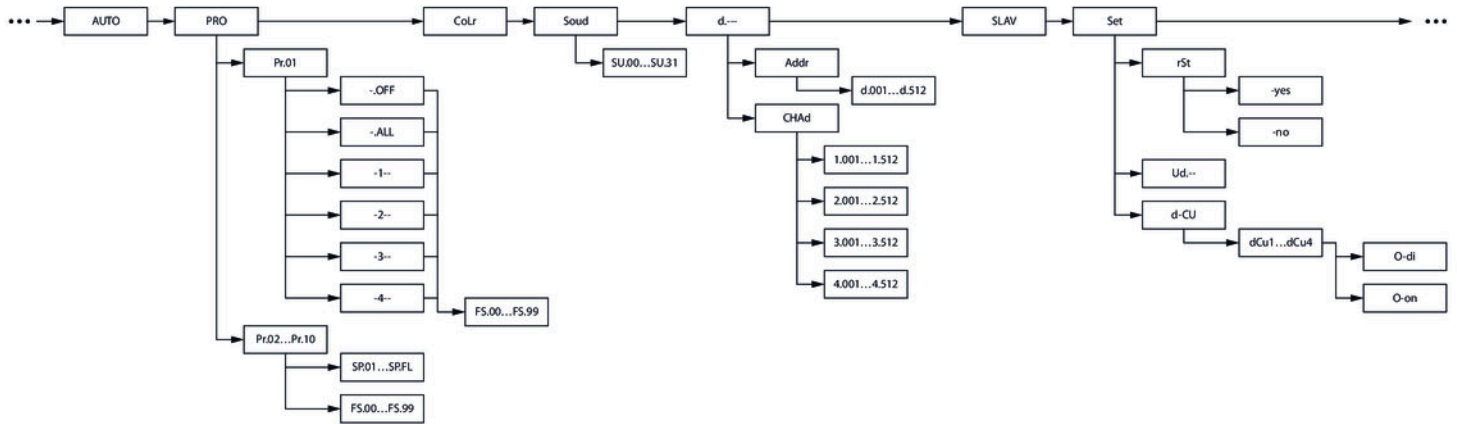 ••• AUTO PRO CoLr Soud d.--- SLAV Set •••
Pr.01 SU.00...SU.31 Addr rSt
-.OFF d.001...d.512 -yes
-.ALL CHAd -no
-1-- 1.001...1.512 Ud.--
-2-- 2.001...2.512 d-CU
-3-- 3.001...3.512 dCu1...dCu4 O-di
-4-- 4.001...4.512 O-on
FS.00...FS.99
Pr.02...Pr.10
SP.01...SP.FL
FS.00...FS.99